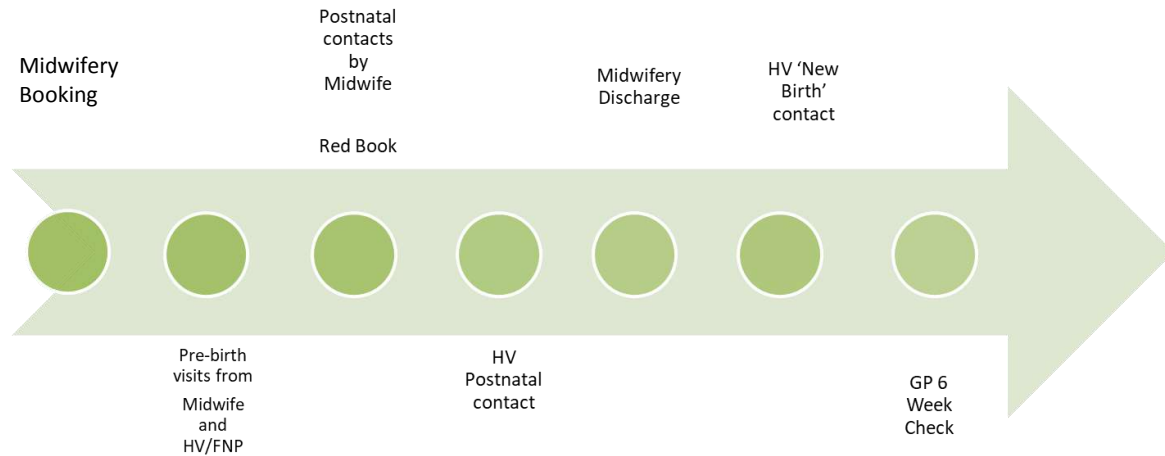 Midwifery
Booking
Pre-birth
visits from
Midwife
and
HV/FNP
Postnatal
contacts
by
Midwife
Red Book
HV
Postnatal
contact
Midwifery
Discharge
HV ‘New
Birth’
contact
GP 6
Week
Check